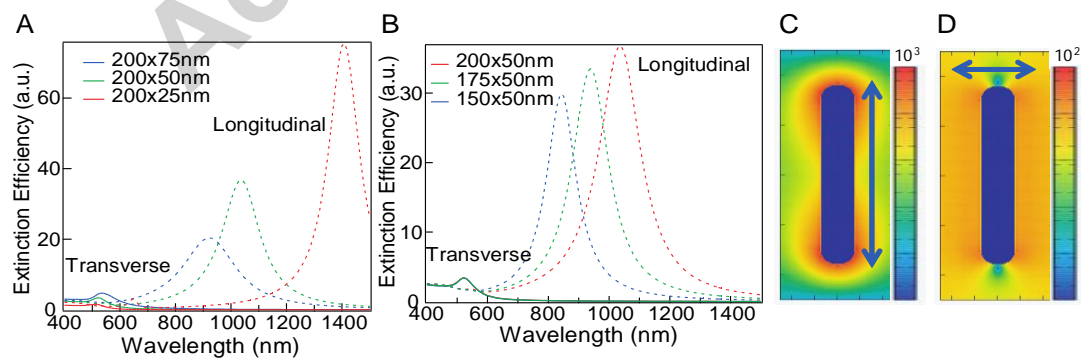 Ac
A
B
C
D
Extinction Efficiency (a.u.)
60
40
20
0
200x75nm
200x50nm
200x25nm
Longitudinal
Transverse
400 600 800 1000 1200 1400
Wavelength (nm)
Extinction Efficiency (a.u.)
30
20
10
0
200x50nm
175x50nm
150x50nm
Longitudinal
Transverse
400 600 800 1000 1200 1400
Wavelength (nm)
10³
10²